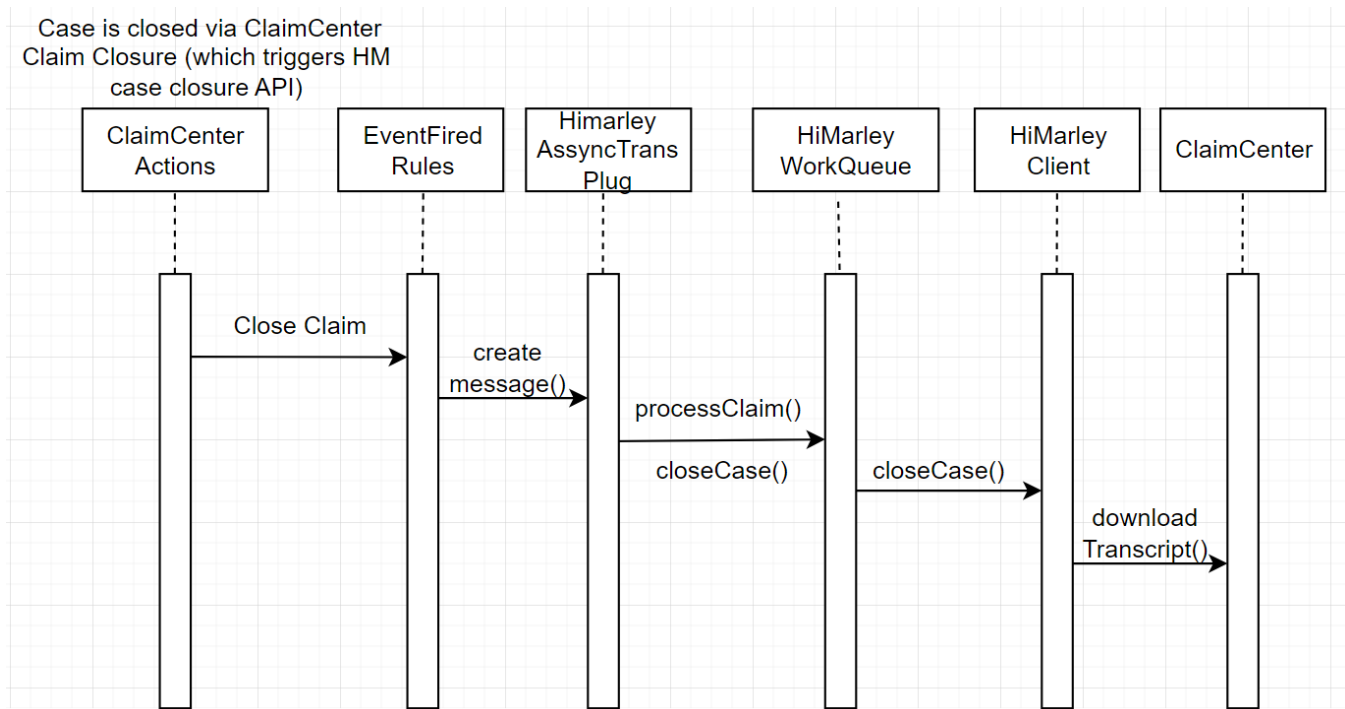 Case is closed via ClaimCenter
Claim Closure (which triggers HM
case closure API)
ClaimCenter
Actions
EventFired
Rules
Himarley
AssyncTrans
Plug
HiMarley
WorkQueue
HiMarley
Client
ClaimCenter
Close Claim
create
message()
processClaim()
closeCase()
closeCase()
download
Transcript()